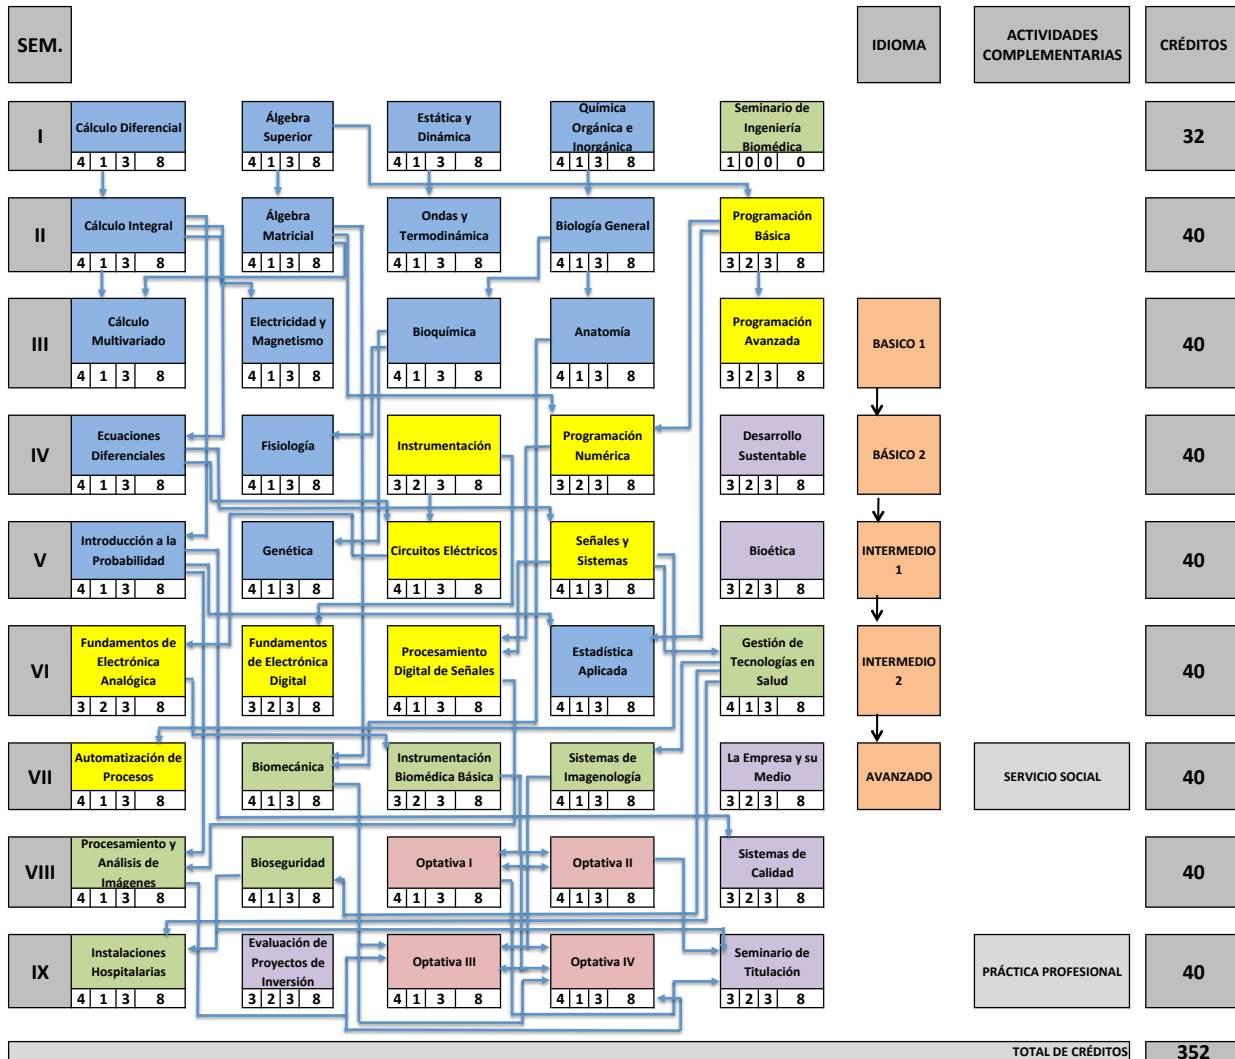 SEM.
IDIOMA
ACTIVIDADES
COMPLEMENTARIAS
CRÉDITOS
I
Cálculo Diferencial
4 1 3 8
Álgebra
Superior
4 1 3 8
Estática y
Dinámica
4 1 3 8
Química
Orgánica e
Inorgánica
4 1 3 8
Seminario de
Ingeniería
Biomédica
1 0 0 0
32
II
Cálculo Integral
4 1 3 8
Álgebra
Matricial
4 1 3 8
Ondas y
Termodinámica
4 1 3 8
Biología General
4 1 3 8
Programación
Básica
3 2 3 8
40
III
Cálculo
Multivariado
4 1 3 8
Electricidad y
Magnetismo
4 1 3 8
Bioquímica
4 1 3 8
Anatomía
4 1 3 8
Programación
Avanzada
3 2 3 8
BASICO 1
40
IV
Ecuaciones
Diferenciales
4 1 3 8
Fisiología
4 1 3 8
Instrumentación
3 2 3 8
Programación
Numérica
3 2 3 8
Desarrollo
Sustentable
3 2 3 8
BÁSICO 2
40
V
Introducción a la
Probabilidad
4 1 3 8
Genética
4 1 3 8
Circuitos Eléctricos
4 1 3 8
Señales y
Sistemas
4 1 3 8
Bioética
3 2 3 8
INTERMEDIO
1
40
VI
Fundamentos de
Electrónica
Analógica
3 2 3 8
Fundamentos
de Electrónica
Digital
3 2 3 8
Procesamiento
Digital de Señales
4 1 3 8
Estadística
Aplicada
4 1 3 8
Gestión de
Tecnologías en
Salud
4 1 3 8
INTERMEDIO
2
40
VII
Automatización de
Procesos
4 1 3 8
Biomecánica
4 1 3 8
Instrumentación
Biomédica Básica
3 2 3 8
Sistemas de
Imagenología
4 1 3 8
La Empresa y su
Medio
3 2 3 8
AVANZADO
SERVICIO SOCIAL
40
VIII
Procesamiento y
Análisis de
Imágenes
4 1 3 8
Bioseguridad
4 1 3 8
Optativa I
4 1 3 8
Optativa II
4 1 3 8
Sistemas de
Calidad
3 2 3 8
40
IX
Instalaciones
Hospitalarias
4 1 3 8
Evaluación de
Proyectos de
Inversión
3 2 3 8
Optativa III
4 1 3 8
Optativa IV
4 1 3 8
Seminario de
Titulación
3 2 3 8
PRÁCTICA PROFESIONAL
40
TOTAL DE CRÉDITOS
352